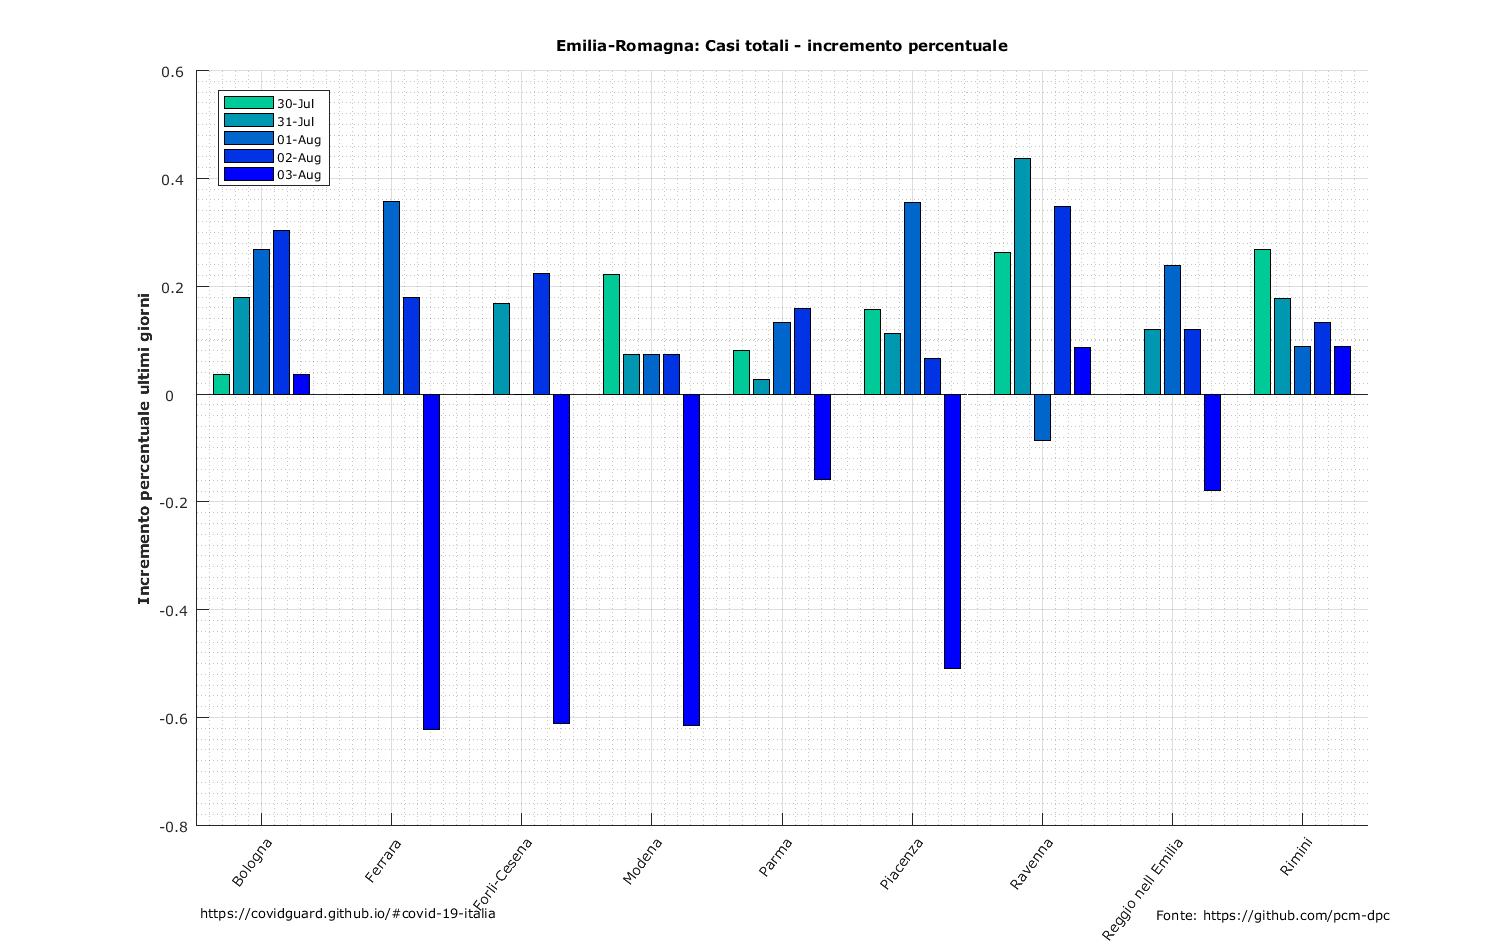 Emilia-Romagna: Casi totali - incremento percentuale
0.6
0.4
0.2
0
-0.2
-0.4
-0.6
-0.8
Incremento percentuale ultimi giorni
30-Jul
31-Jul
01-Aug
02-Aug
03-Aug
Bologna
Ferrara
Forlì-Cesena
Modena
Parma
Piacenza
Ravenna
Reggio nell Emilia
Rimini
https://covidguard.github.io/#covid-19-italia
Fonte: https://github.com/pcm-dpc